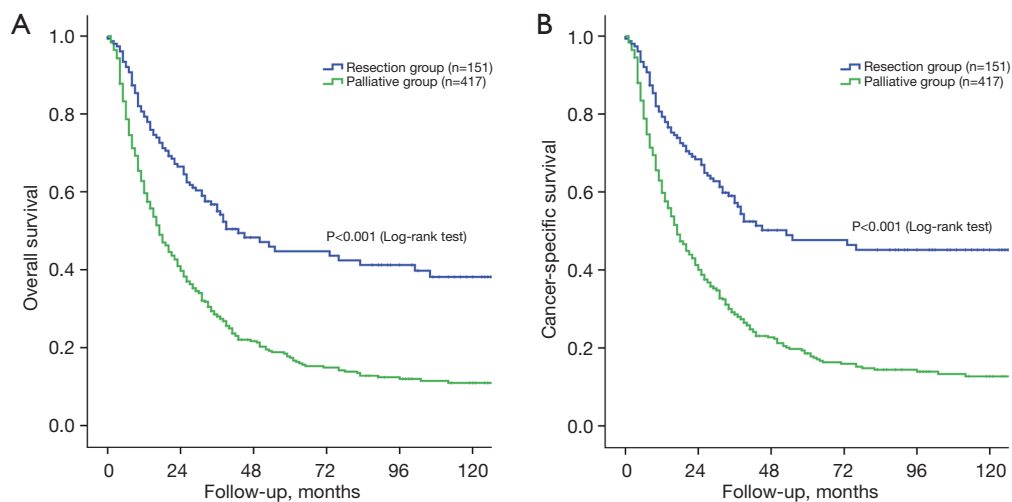 A
Overall survival
1.0
0.8
0.6
0.4
0.2
0.0
Resection group (n=151)
Palliative group (n=417)
P<0.001 (Log-rank test)
0 24 48 72 96 120
Follow-up, months
B
Cancer-specific survival
1.0
0.8
0.6
0.4
0.2
0.0
Resection group (n=151)
Palliative group (n=417)
P<0.001 (Log-rank test)
0 24 48 72 96 120
Follow-up, months